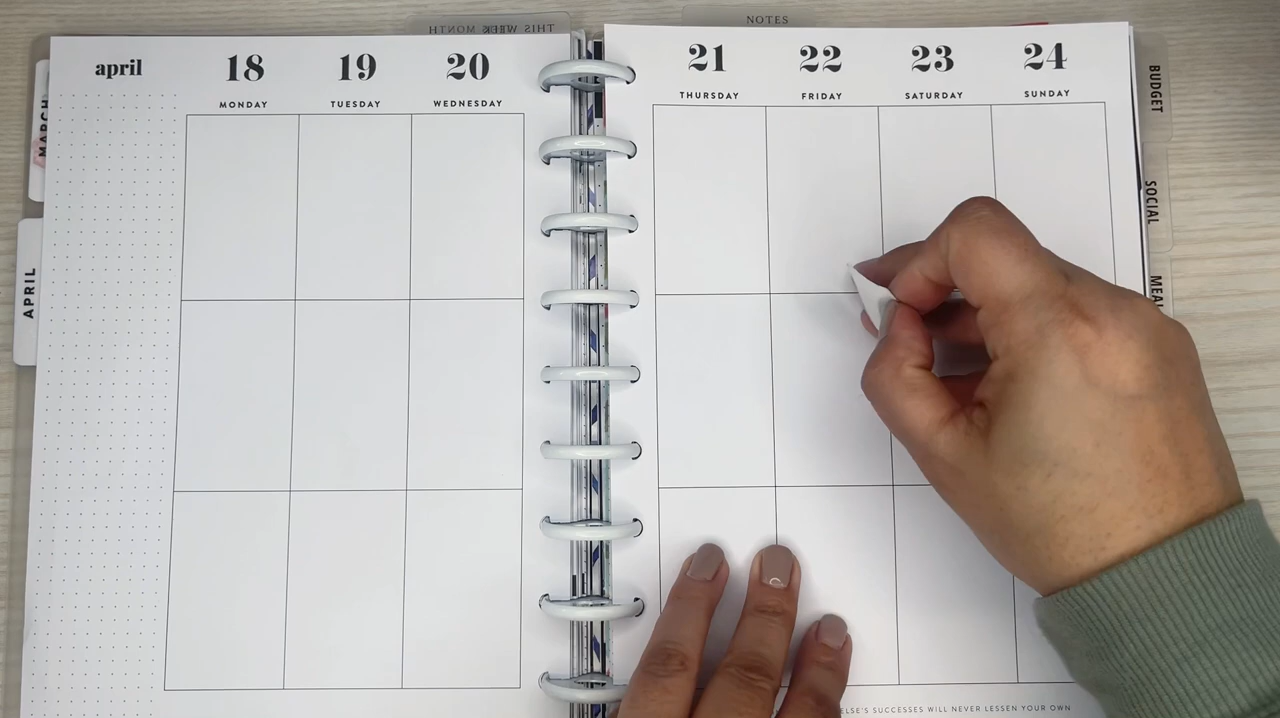 NOTES
THIS WEEK MONTH
april
18
19
20
21
22
23
24
MONDAY
TUESDAY
WEDNESDAY
THURSDAY
FRIDAY
SATURDAY
SUNDAY
MARCH
APRIL
BUDGET
SOCIAL
MEAL
ELSE'S SUCCESSES WILL NEVER LESSEN YOUR OWN